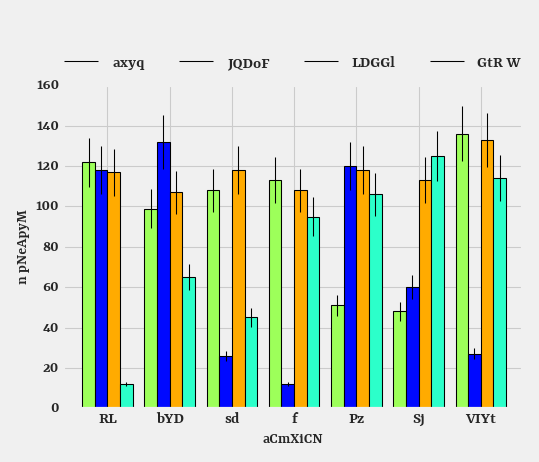 axyq JQDoF LDGGl GtR W
160
140
120
100
80
60
40
20
0
n pNeApyM
RL bYD sd f Pz Sj VIYt
aCmXiCN